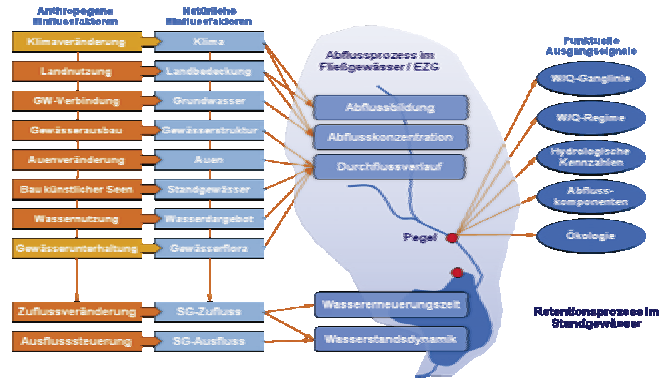 Anthropogene
Einflussfaktoren
Natürliche
Einflussfaktoren
Klimaveränderung
Klima
Landnutzung
Landbedeckung
GW-Verbindung
Grundwasser
Gewässerausbau
Gewässerstruktur
Auenveränderung
Auen
Bau künstlicher Seen
Standgewässer
Wassernutzung
Wasserdargebot
Gewässerunterhaltung
Gewässerflora
Zuflussveränderung
SG-Zufluss
Ausflusssteuerung
SG-Ausfluss
Abflussprozess im
Fließgewässer / EZG
Abflussbildung
Abflusskonzentration
Durchflussverlauf
Pegel
Wassererneuerungszeit
Wasserstandsdynamik
Punktuelle
Ausgangssignale
W/Q-Ganglinie
W/Q-Regime
Hydrologische
Kennzahlen
Abfluss-
komponenten
Ökologie
Retentionsprozess im
Standgewässer